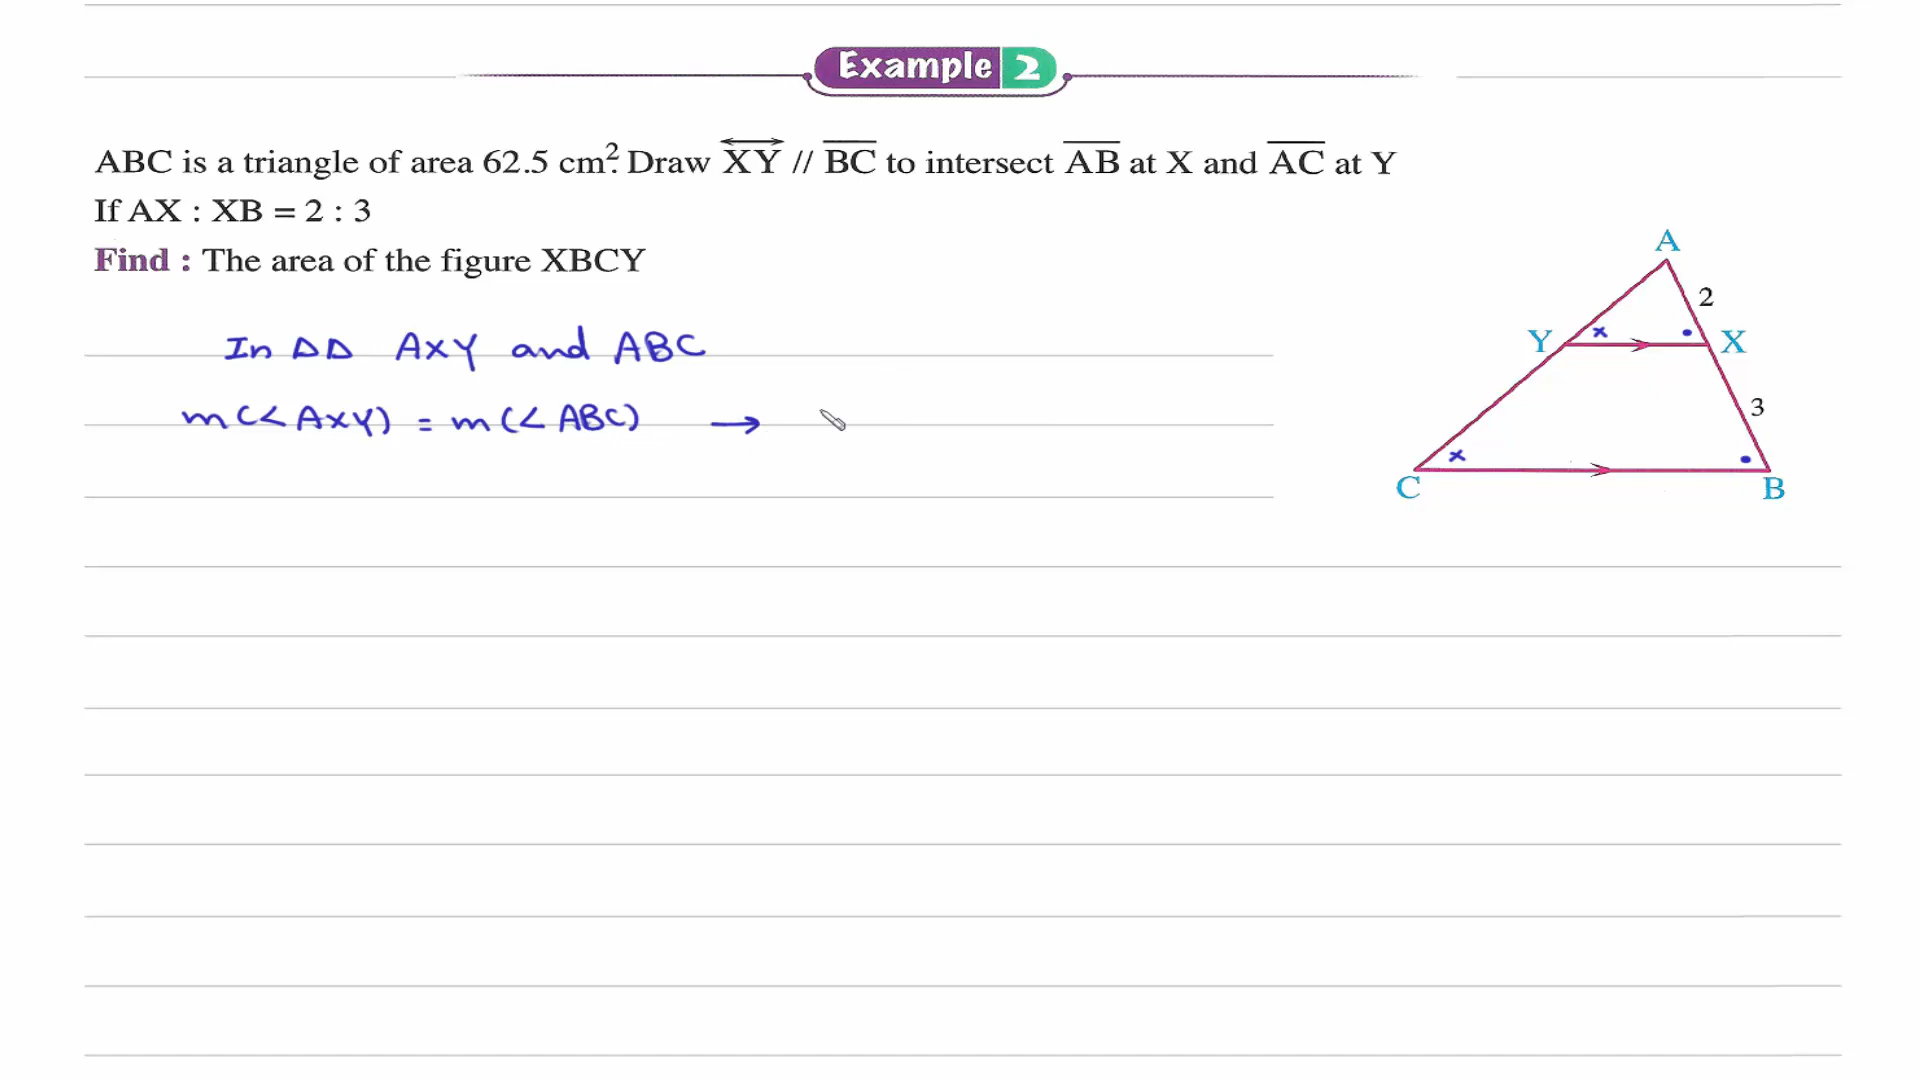 Example 2
ABC is a triangle of area 62.5 cm². Draw XY // BC to intersect AB at X and AC at Y
If AX : XB = 2 : 3
Find : The area of the figure XBCY
In ΔΔ AXY and ABC
m(∠AXY) = m(∠ABC) →
A
2
Y
x
•
X
3
x
•
C
B